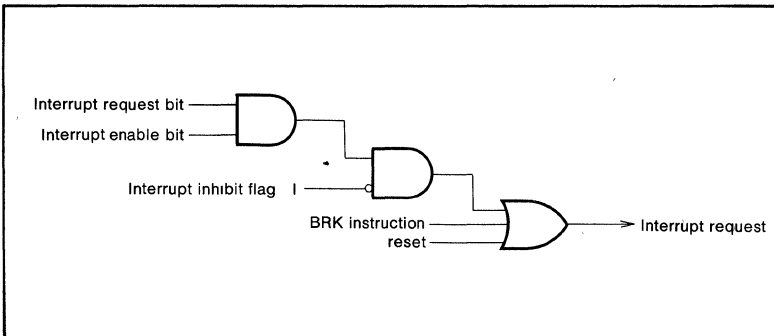 Interrupt request bit
Interrupt enable bit
Interrupt inhibit flag I
BRK instruction
reset
Interrupt request